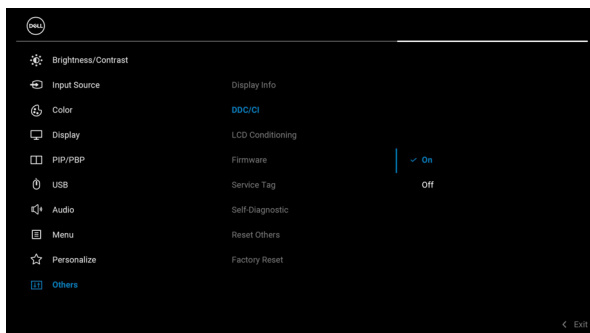 DELL
Brightness/Contrast
Input Source
Display Info
Color
DDC/CI
Display
LCD Conditioning
PIP/PBP
Firmware
On
USB
Service Tag
Off
Audio
Self-Diagnostic
Menu
Reset Others
Personalize
Factory Reset
Others
Exit